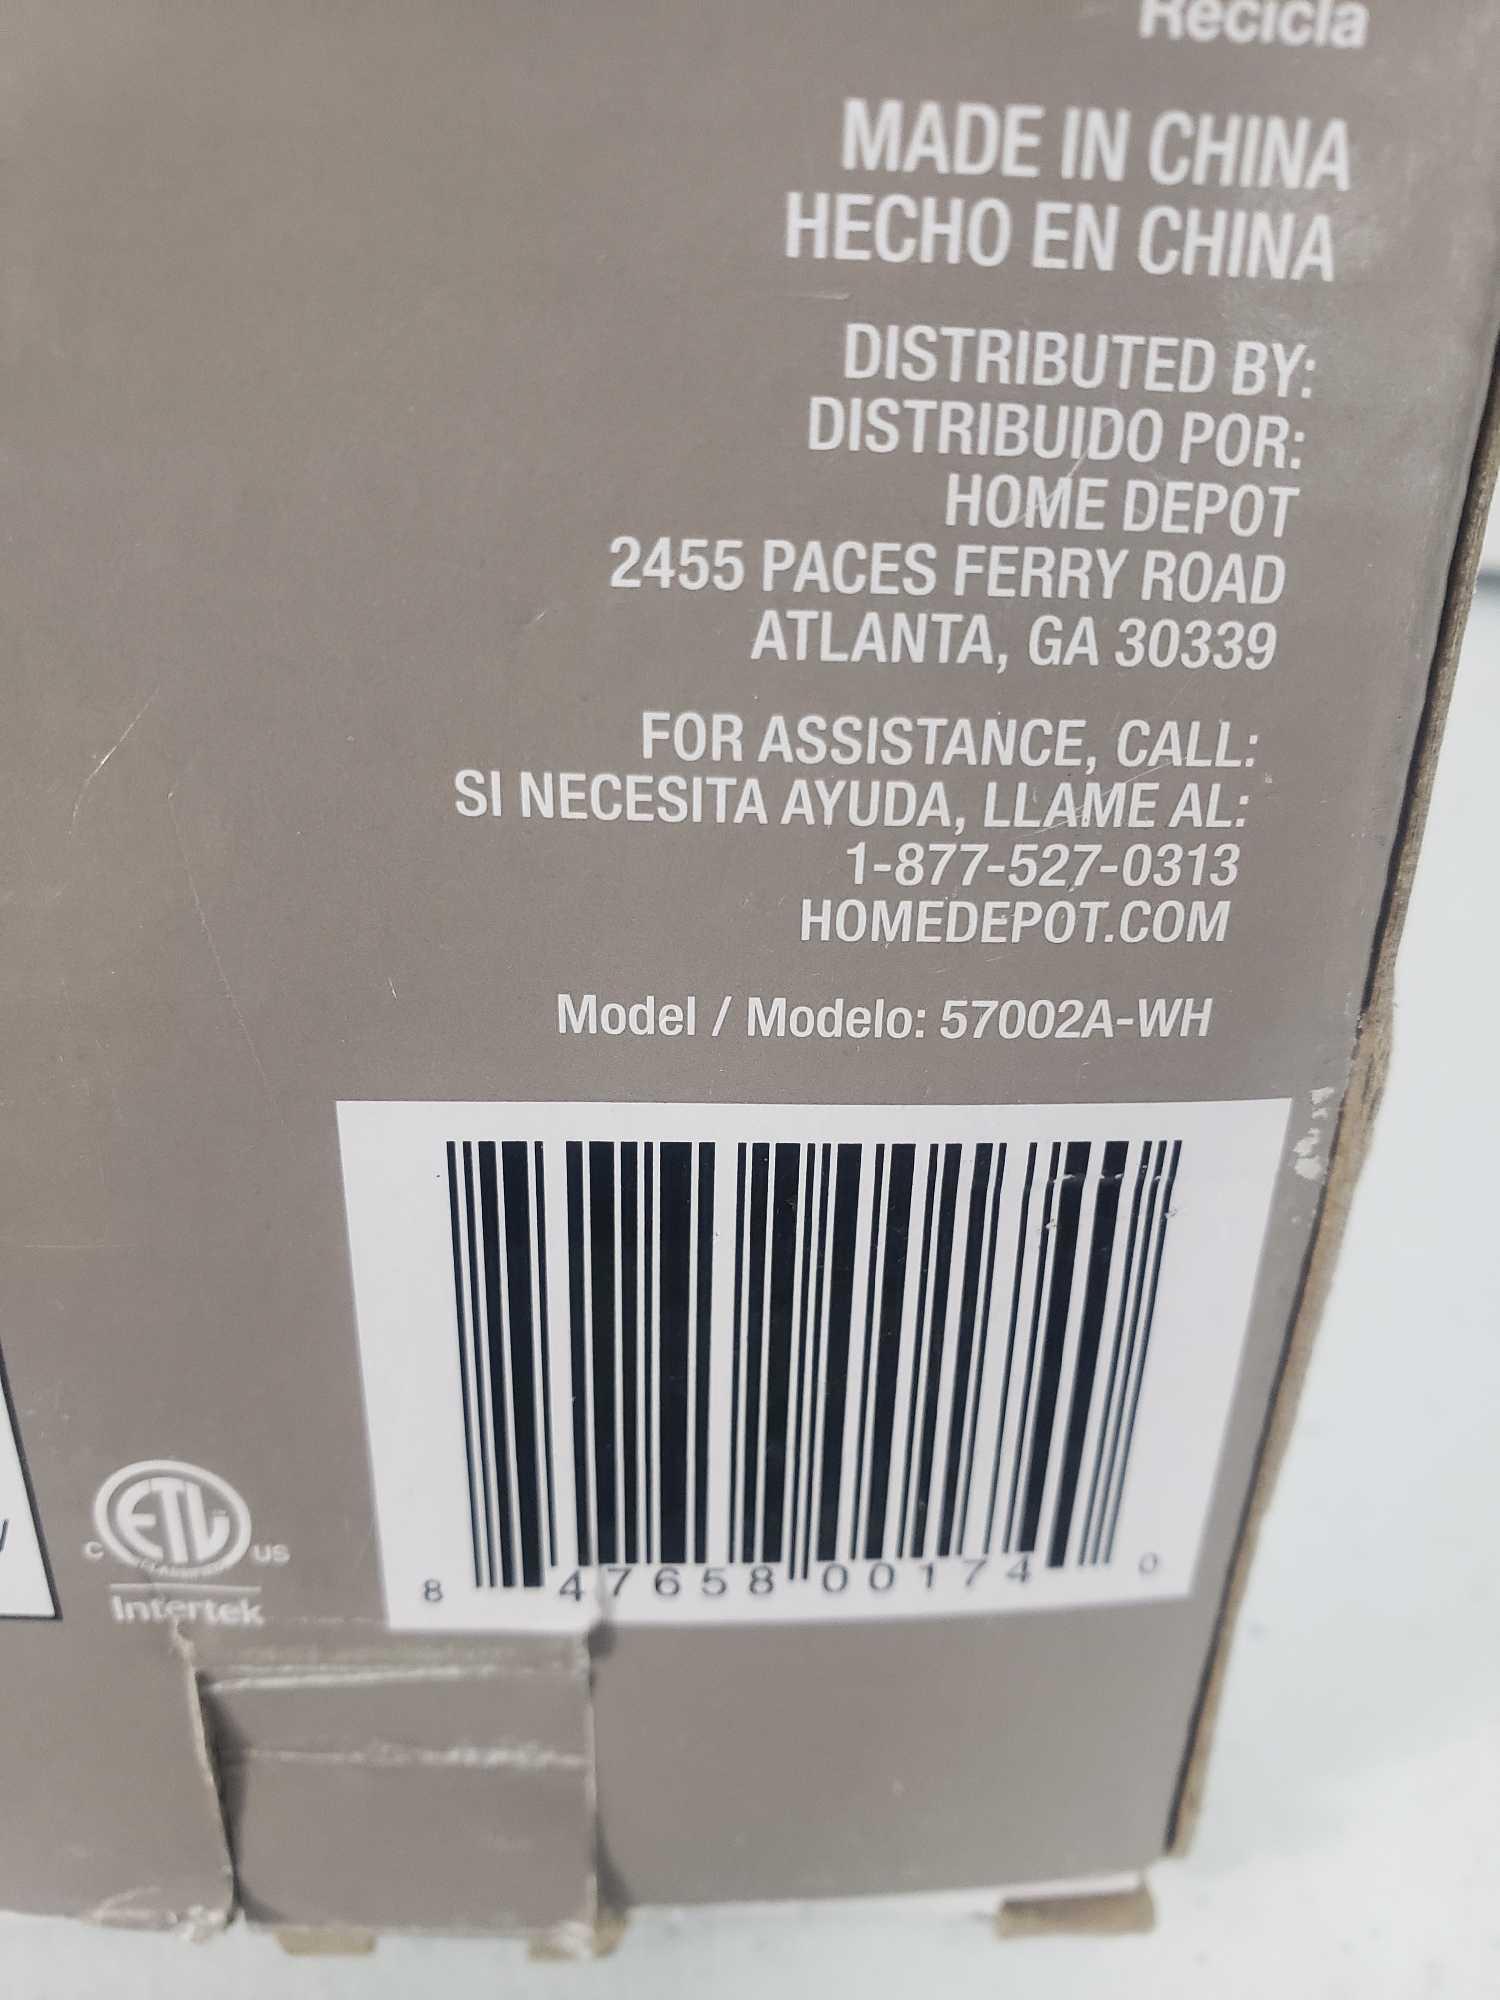 Recicla
MADE IN CHINA
HECHO EN CHINA
DISTRIBUTED BY:
DISTRIBUIDO POR:
HOME DEPOT
2455 PACES FERRY ROAD
ATLANTA, GA 30339
FOR ASSISTANCE, CALL:
SI NECESITA AYUDA, LLAME AL:
1-877-527-0313
HOMEDEPOT.COM
Model / Modelo: 57002A-WH
8 47658 00174 0
C ETL US
Intertek